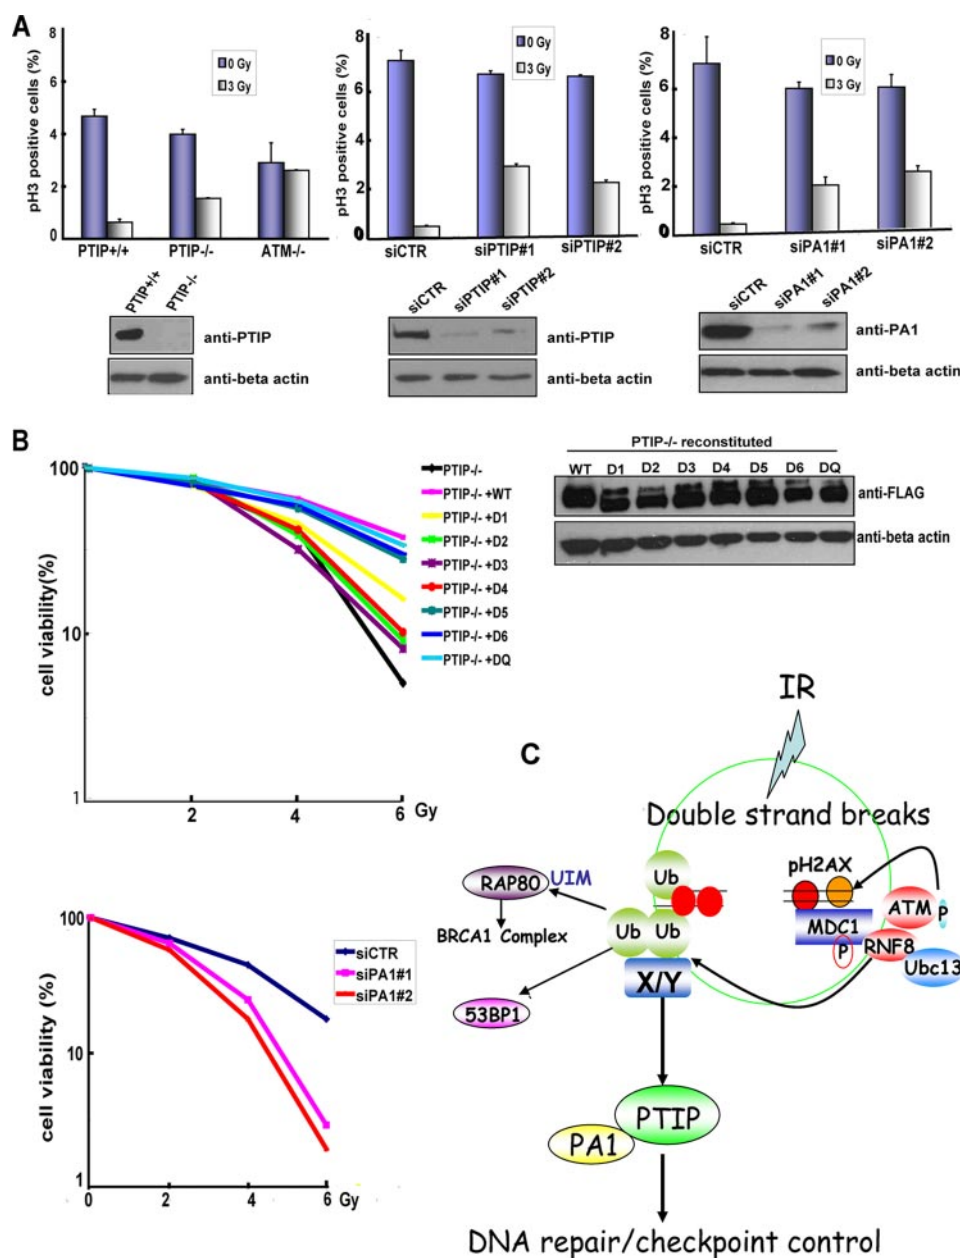 A
pH3 positive cells (%)
8
6
4
2
0
0 Gy
3 Gy
PTIP+/+
PTIP-/-
ATM-/-
pH3 positive cells (%)
8
6
4
2
0
0 Gy
3 Gy
siCTR
siPTIP#1
siPTIP#2
pH3 positive cells (%)
8
6
4
2
0
0 Gy
3 Gy
siCTR
siPA1#1
siPA1#2
PTIP+/+
PTIP-/-
anti-PTIP
anti-beta actin
siCTR
siPTIP#1
siPTIP#2
anti-PTIP
anti-beta actin
siCTR
siPA1#1
siPA1#2
anti-PA1
anti-beta actin
B
cell viability(%)
100
10
1
2
4
6
Gy
PTIP-/-
PTIP-/- +WT
PTIP-/- +D1
PTIP-/- +D2
PTIP-/- +D3
PTIP-/- +D4
PTIP-/- +D5
PTIP-/- +D6
PTIP-/- +DQ
PTIP-/- reconstituted
WT D1 D2 D3 D4 D5 D6 DQ
anti-FLAG
anti-beta actin
cell viability (%)
100
10
1
0
2
4
Gy
6
siCTR
siPA1#1
siPA1#2
C
IR
Double strand breaks
pH2AX
ATM
P
MDC1
P
RNF8
Ubc13
Ub
Ub
Ub
X/Y
RAP80
UIM
BRCA1 Complex
53BP1
PTIP
PA1
DNA repair/checkpoint control